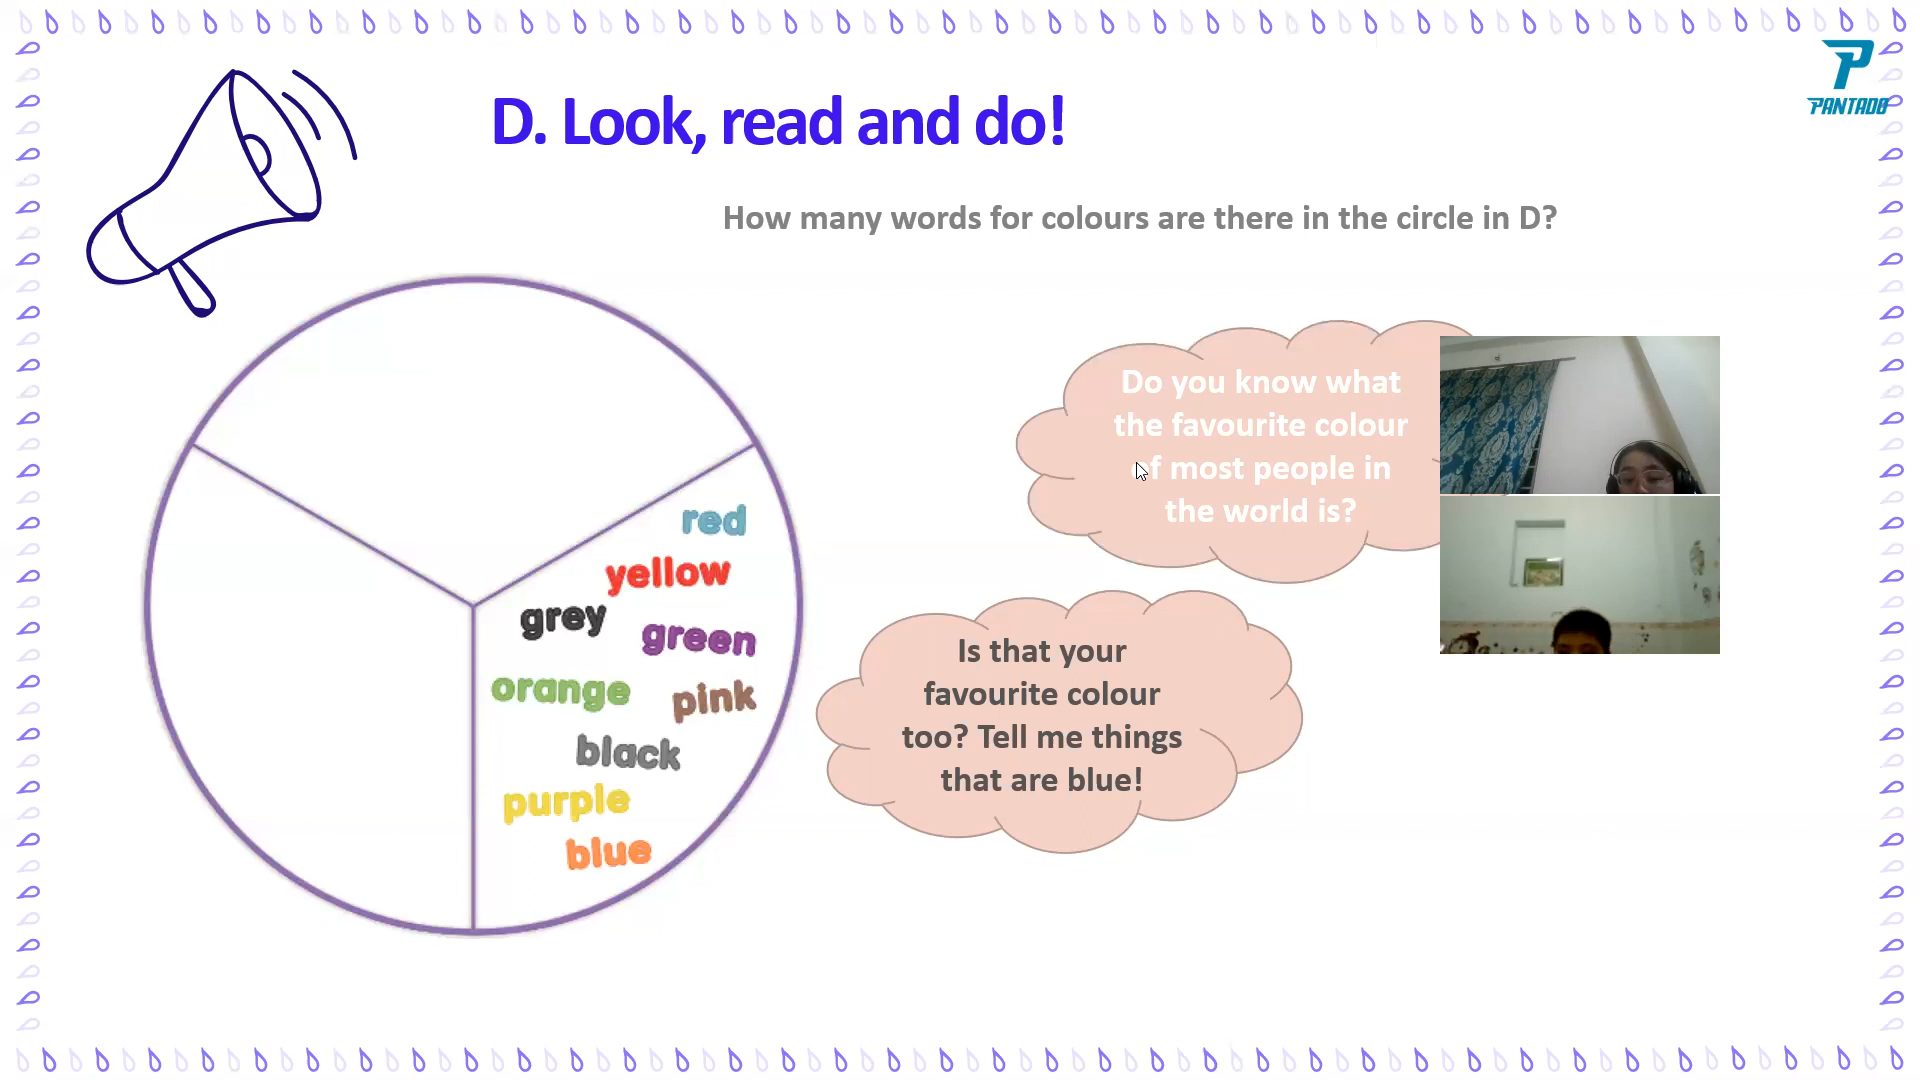 PANTADO
D. Look, read and do!
How many words for colours are there in the circle in D?
Do you know what
the favourite colour
of most people in
the world is?
red
yellow
grey
green
orange
pink
black
purple
blue
Is that your
favourite colour
too? Tell me things
that are blue!